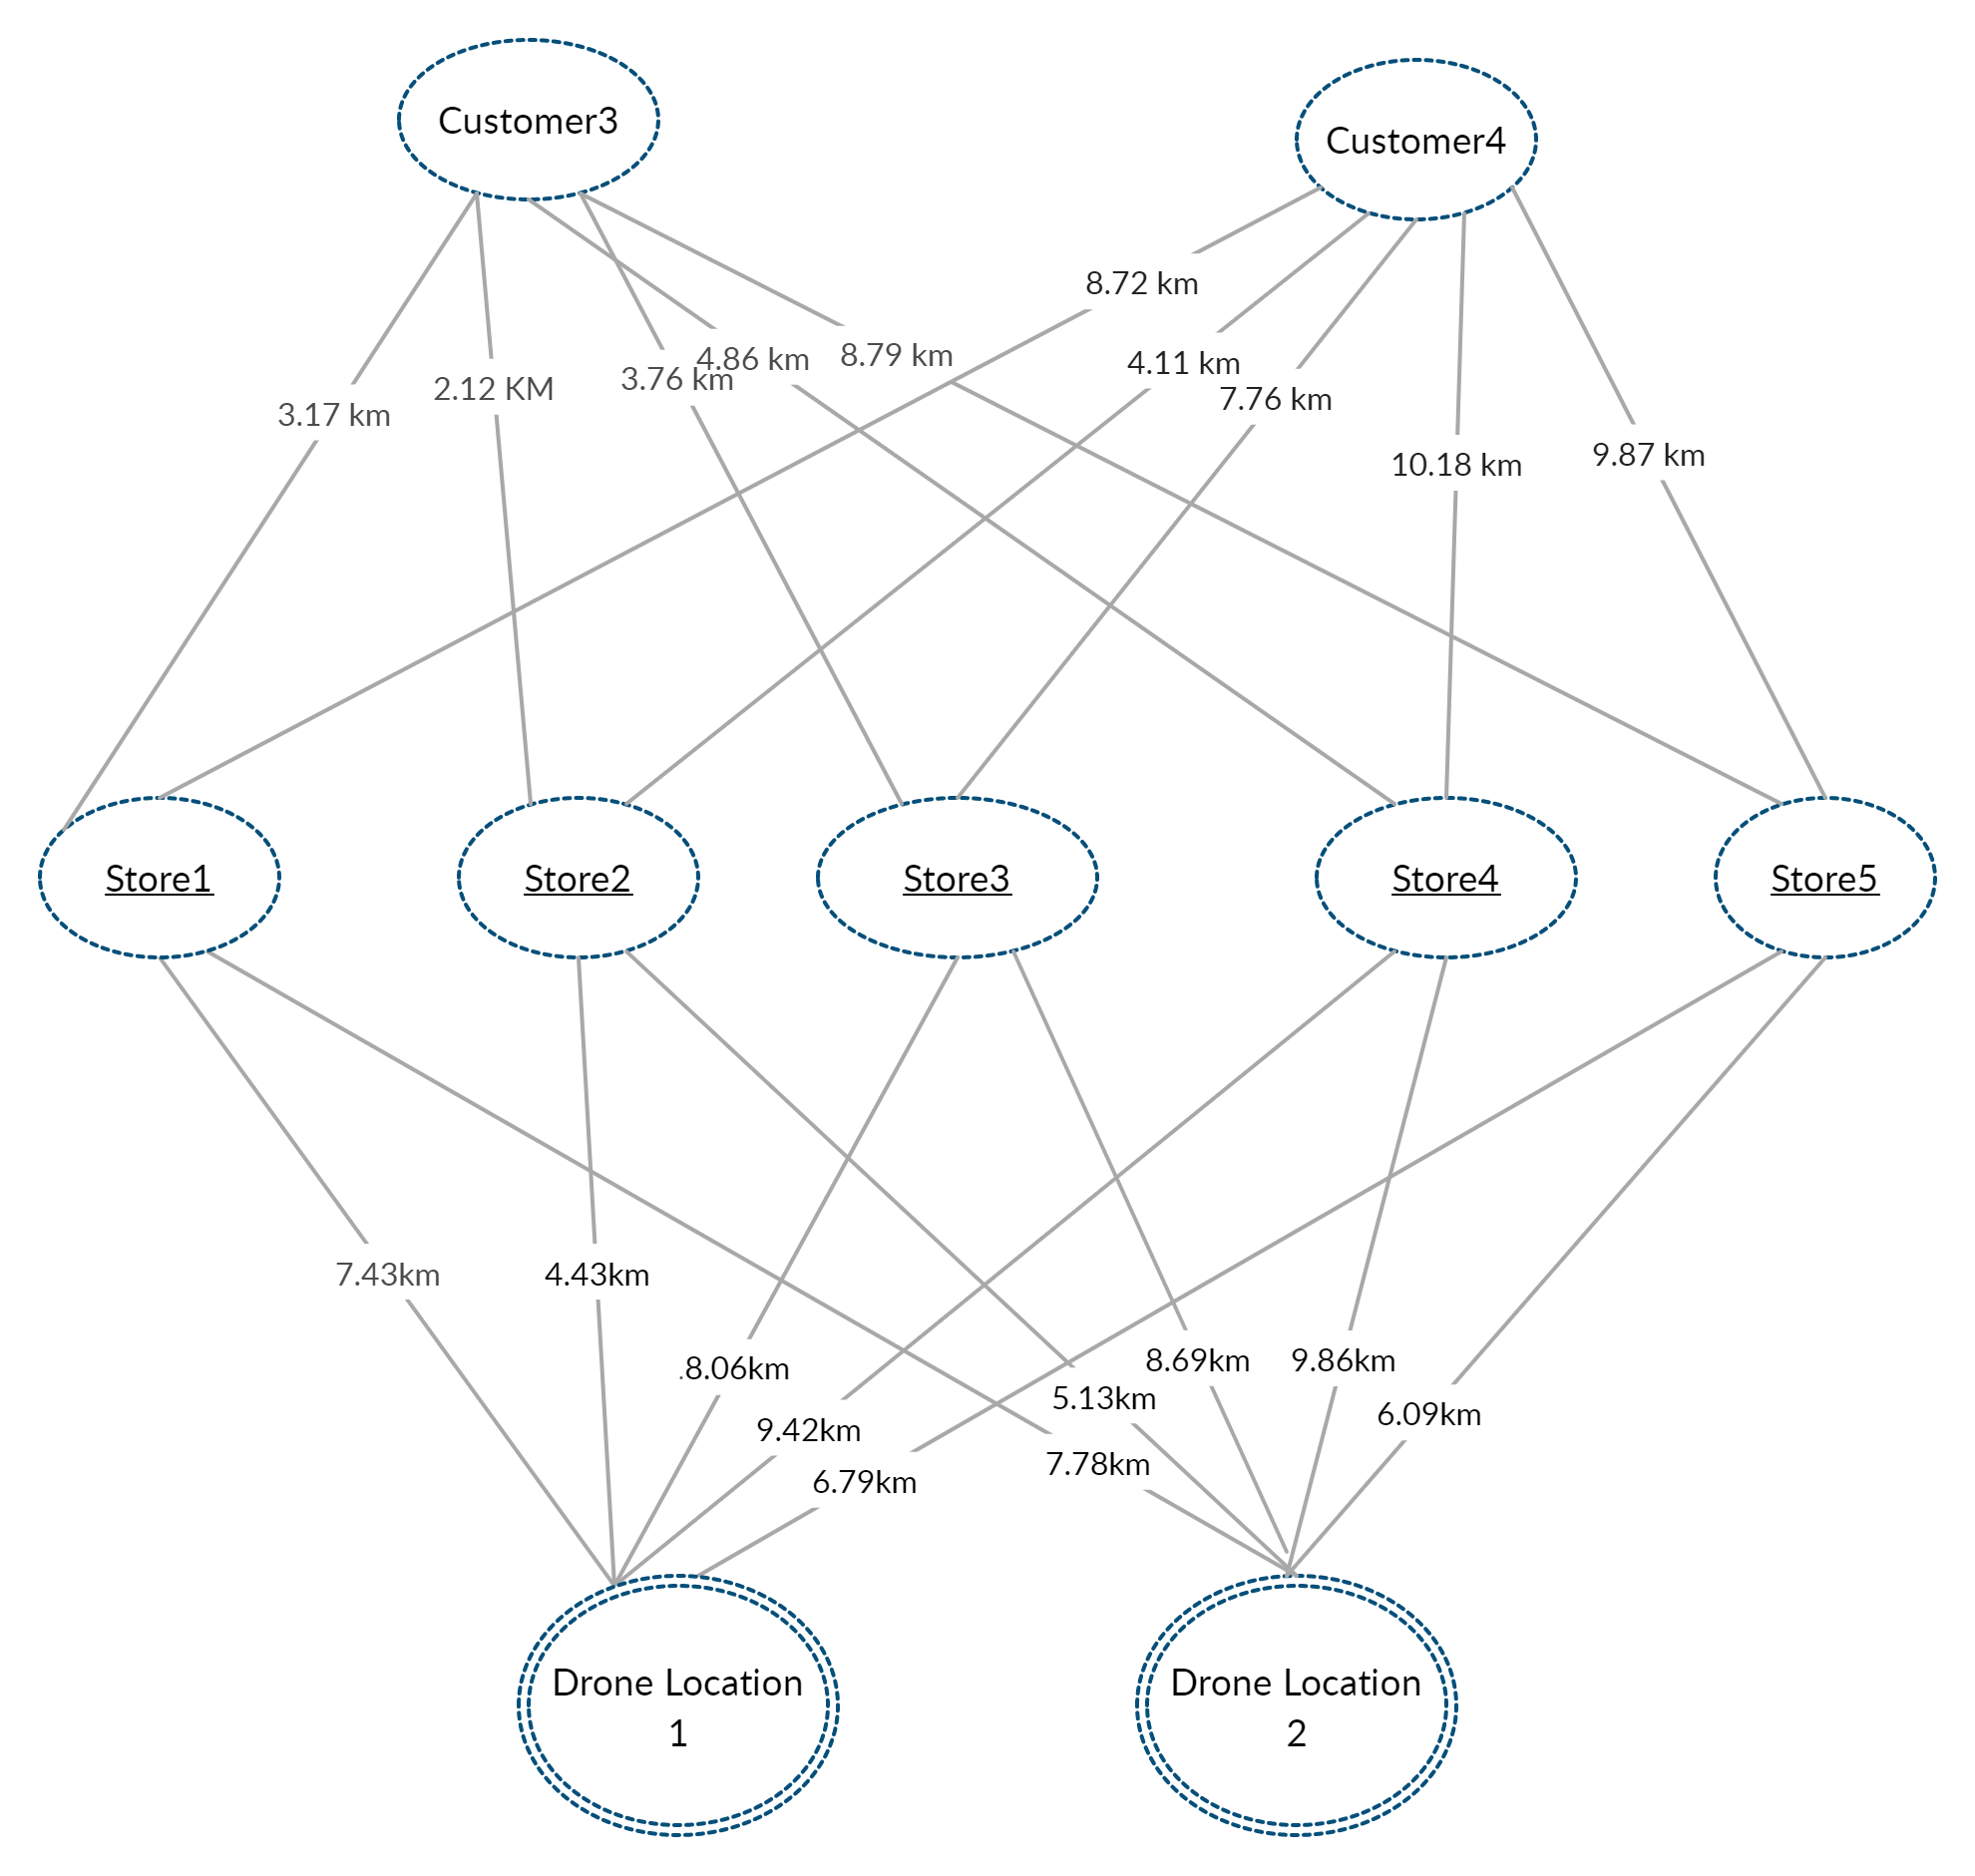 Customer3
Customer4
8.72 km
4.86 km
8.79 km
4.11 km
3.76 km
2.12 KM
7.76 km
3.17 km
10.18 km
9.87 km
Store1
Store2
Store3
Store4
Store5
7.43km
4.43km
.8.06km
8.69km
9.86km
5.13km
6.09km
9.42km
7.78km
6.79km
Drone Location
1
Drone Location
2